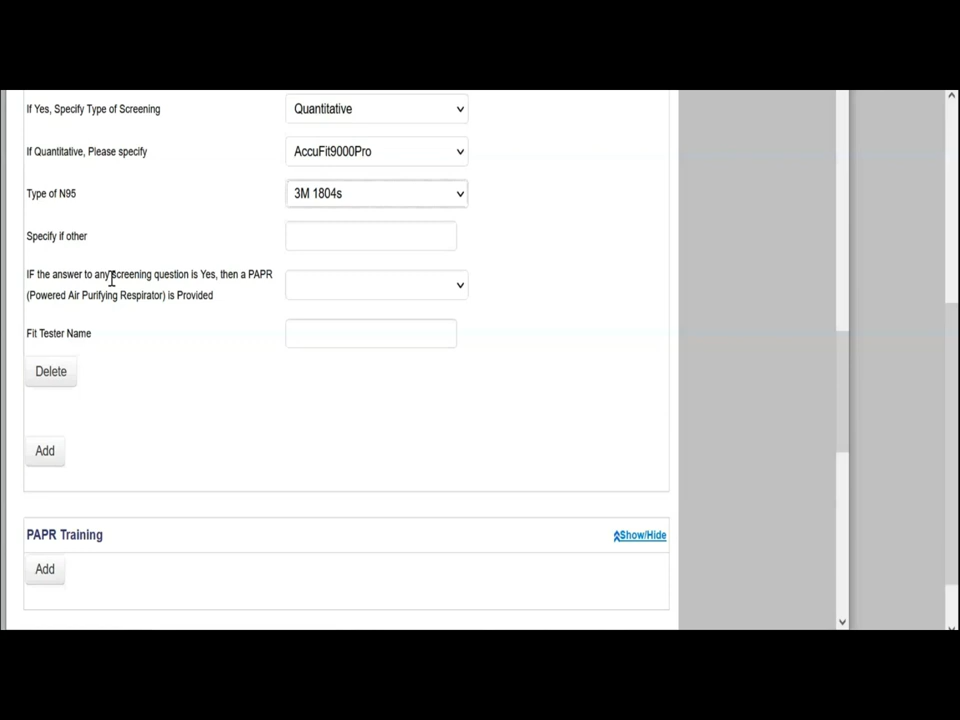 If Yes, Specify Type of Screening
Quantitative
If Quantitative, Please specify
AccuFit9000Pro
Type of N95
3M 1804s
Specify if other
IF the answer to any screening question is Yes, then a PAPR
(Powered Air Purifying Respirator) is Provided
Fit Tester Name
Delete
Add
PAPR Training
Show/Hide
Add